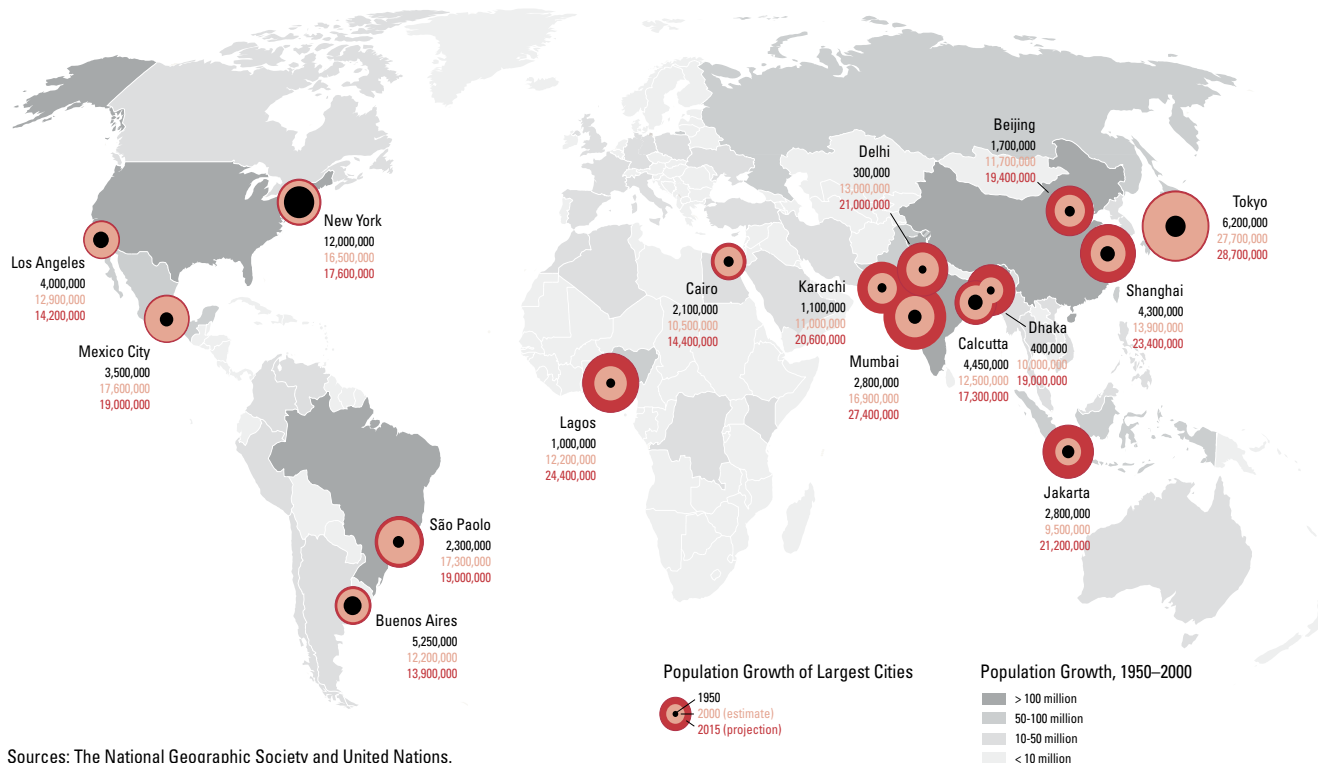 Beijing
1,700,000
11,700,000
19,400,000
Delhi
300,000
13,000,000
21,000,000
Tokyo
6,200,000
27,700,000
28,700,000
New York
12,000,000
16,500,000
17,600,000
Los Angeles
4,000,000
12,900,000
14,200,000
Cairo
2,100,000
10,500,000
14,400,000
Karachi
1,100,000
11,000,000
20,600,000
Shanghai
4,300,000
13,900,000
23,400,000
Mexico City
3,500,000
17,600,000
19,000,000
Mumbai
2,800,000
16,900,000
27,400,000
Calcutta
4,450,000
12,500,000
17,300,000
Dhaka
400,000
10,000,000
19,000,000
Lagos
1,000,000
12,200,000
24,400,000
Jakarta
2,800,000
9,500,000
21,200,000
São Paolo
2,300,000
17,300,000
19,000,000
Buenos Aires
5,250,000
12,200,000
13,900,000
Population Growth of Largest Cities
1950
2000 (estimate)
2015 (projection)
Population Growth, 1950–2000
> 100 million
50-100 million
10-50 million
< 10 million
Sources: The National Geographic Society and United Nations.